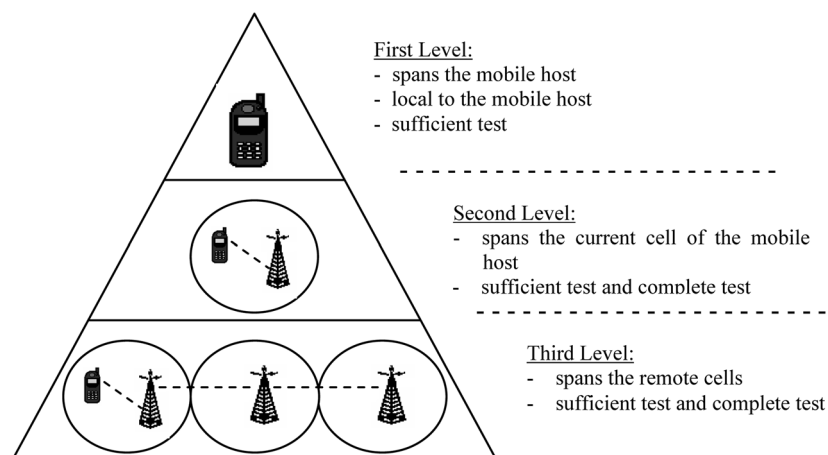 First Level:
- spans the mobile host
- local to the mobile host
- sufficient test
Second Level:
- spans the current cell of the mobile
host
- sufficient test and complete test
Third Level:
- spans the remote cells
- sufficient test and complete test